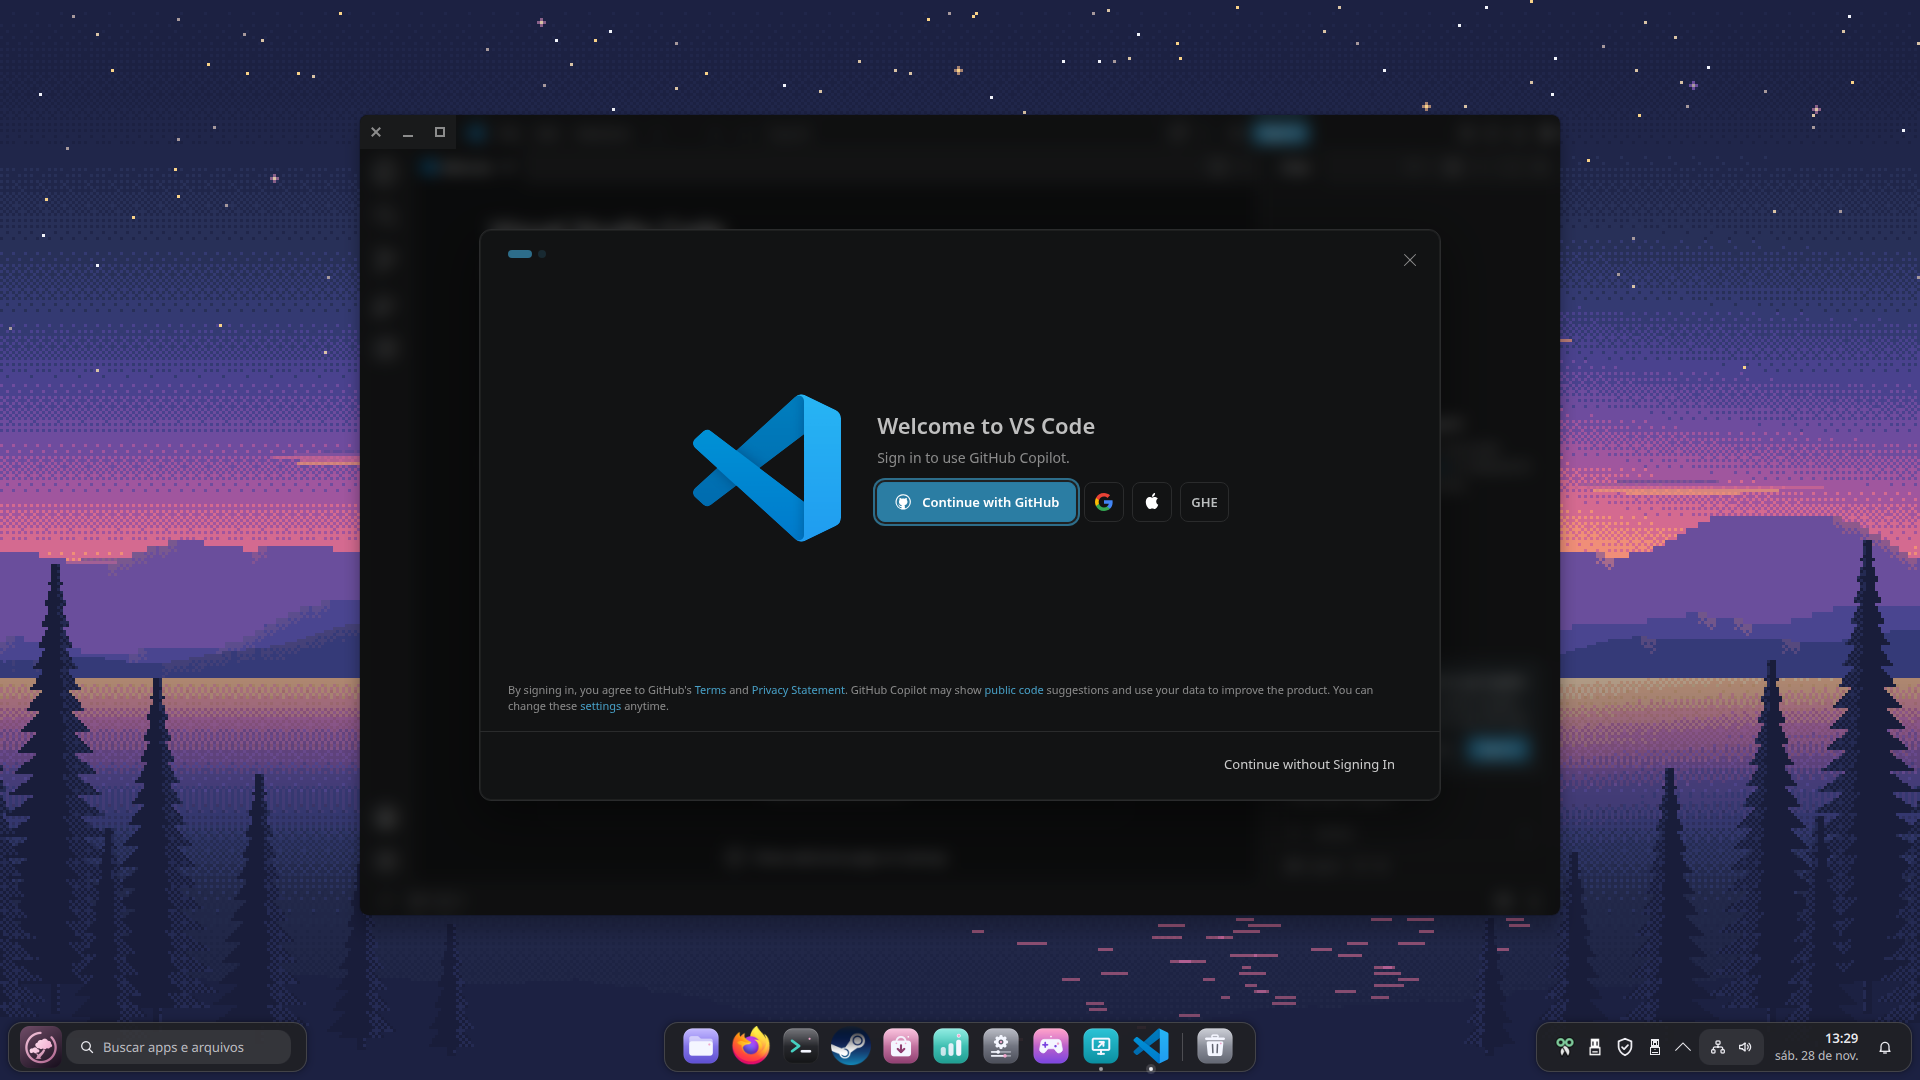 Welcome to VS Code
Sign in to use GitHub Copilot.
Continue with GitHub
GHE
By signing in, you agree to GitHub's Terms and Privacy Statement. GitHub Copilot may show public code suggestions and use your data to improve the product. You can
change these settings anytime.
Continue without Signing In
Buscar apps e arquivos
13:29
sáb. 28 de nov.